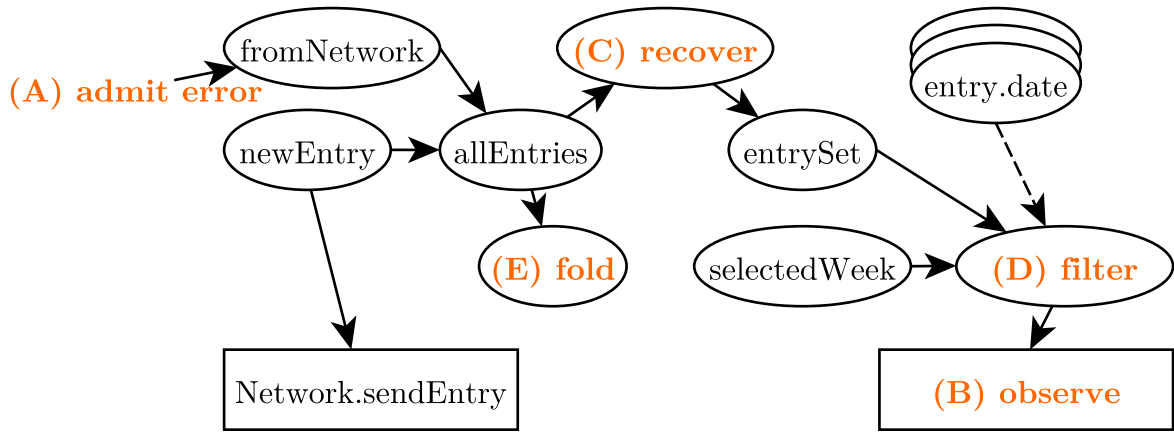 fromNetwork
(C) recover
entry.date
(A) admit error
newEntry
allEntries
entrySet
(E) fold
selectedWeek
(D) filter
Network.sendEntry
(B) observe